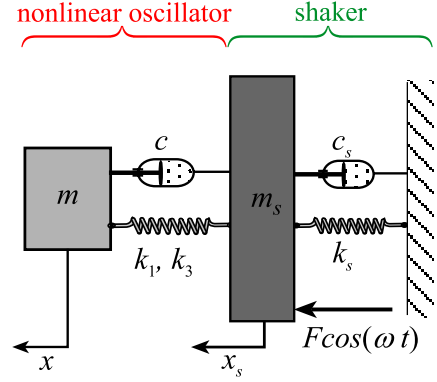 nonlinear oscillator
shaker
c
c_s
m
m_s
k_1, k_3
k_s
Fcos(ω t)
x
x_s